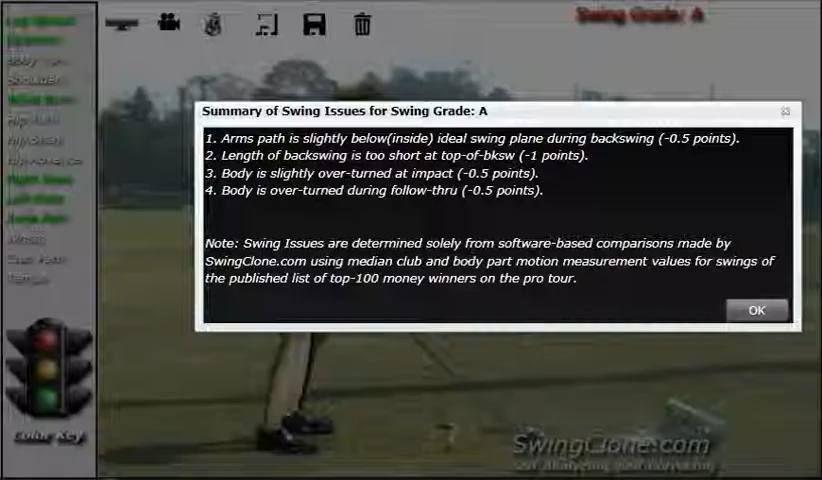 Swing Grade: A
Summary of Swing Issues for Swing Grade: A
1. Arms path is slightly below(inside) ideal swing plane during backswing (-0.5 points).
2. Length of backswing is too short at top-of-bksw (-1 points).
3. Body is slightly over-turned at impact (-0.5 points).
4. Body is over-turned during follow-thru (-0.5 points).
Note: Swing Issues are determined solely from software-based comparisons made by
SwingClone.com using median club and body part motion measurement values for swings of
the published list of top-100 money winners on the pro tour.
OK
Color Key
SwingClone.com